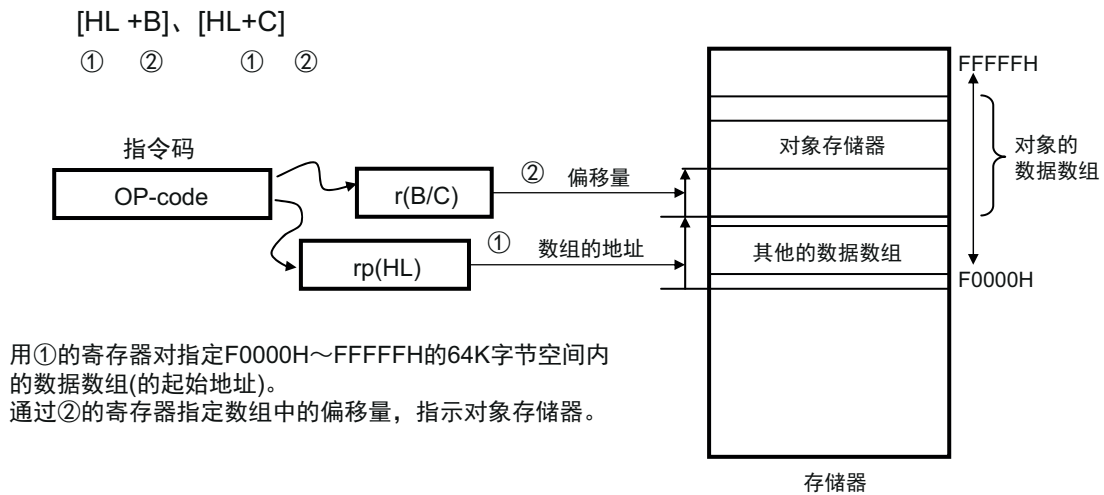 [HL +B]、[HL+C]
① ② ① ②
FFFFFH
指令码
OP-code
r(B/C)
② 偏移量
对象存储器
对象的
数据数组
rp(HL)
① 数组的地址
其他的数据数组
F0000H
用①的寄存器对指定F0000H～FFFFFH的64K字节空间内
的数据数组(的起始地址)。
通过②的寄存器指定数组中的偏移量，指示对象存储器。
存储器